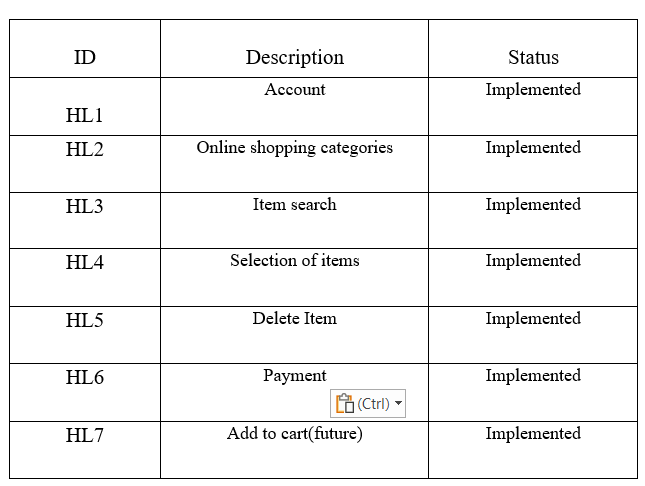 ID Description Status
HL1 Account Implemented
HL2 Online shopping categories Implemented
HL3 Item search Implemented
HL4 Selection of items Implemented
HL5 Delete Item Implemented
HL6 Payment Implemented
(Ctrl)
HL7 Add to cart(future) Implemented